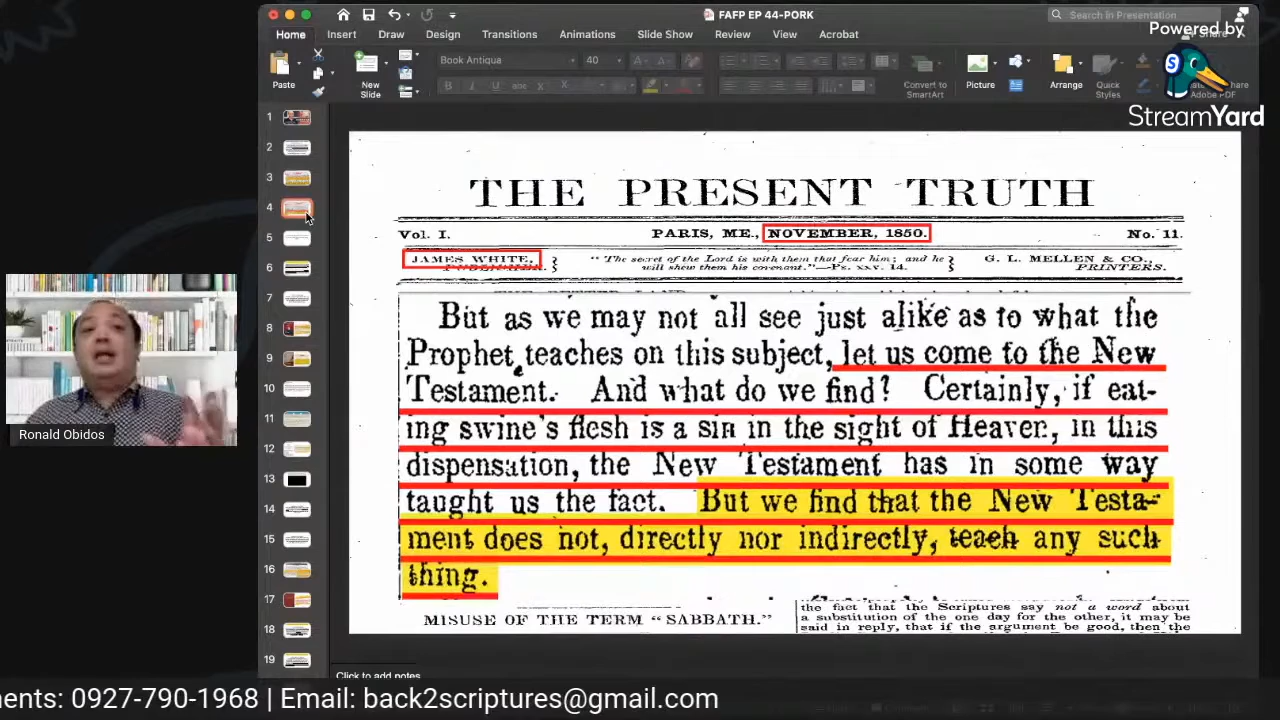 FAFP EP 44-PORK
Search in Presentation
Powered by
StreamYard
Home Insert Draw Design Transitions Animations Slide Show Review View Acrobat
Paste
New
Slide
Book Antiqua 40
Convert to
SmartArt
Picture
Arrange
Quick
Styles
Adobe PDF
1
2
3
4
5
6
7
8
9
10
11
12
13
14
15
16
17
18
19
THE PRESENT TRUTH
Vol. I. PARIS, ME., NOVEMBER, 1850. No. 11.
JAMES WHITE,
PUBLISHER.
"The secret of the Lord is with them that fear him; and he
will shew them his covenant."—Ps. xxv. 14.
G. L. MELLEN & CO.,
PRINTERS.
But as we may not all see just alike as to what the
Prophet teaches on this subject, let us come to the New
Testament. And what do we find? Certainly, if eat-
ing swine's flesh is a sin in the sight of Heaven, in this
dispensation, the New Testament has in some way
taught us the fact. But we find that the New Testa-
ment does not, directly nor indirectly, teach any such
thing.
MISUSE OF THE TERM "SABBATH."
the fact that the Scriptures say not a word about
a substitution of the one day for the other, it may
said in reply, that if the argument be good, then the
Click to add notes
Ronald Obidos
ments: 0927-790-1968 | Email: back2scriptures@gmail.com